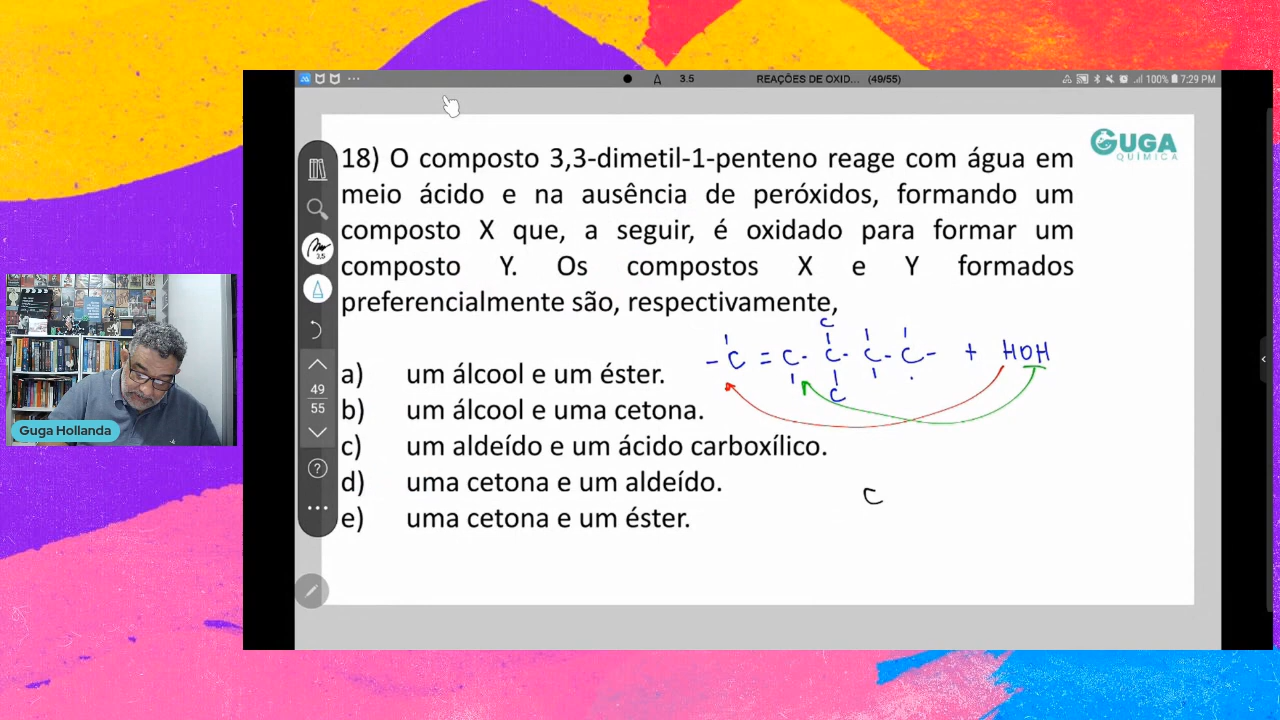 3.5
REAÇÕES DE OXID... (49/55)
100% 7:29 PM
GUGA
QUÍMICA
18) O composto 3,3-dimetil-1-penteno reage com água em
meio ácido e na ausência de peróxidos, formando um
composto X que, a seguir, é oxidado para formar um
composto Y. Os compostos X e Y formados
preferencialmente são, respectivamente,
C
- C = C - C - C - C - + HOH
C
a) um álcool e um éster.
b) um álcool e uma cetona.
c) um aldeído e um ácido carboxílico.
d) uma cetona e um aldeído.
e) uma cetona e um éster.
C
3.5
49
55
?
Guga Hollanda